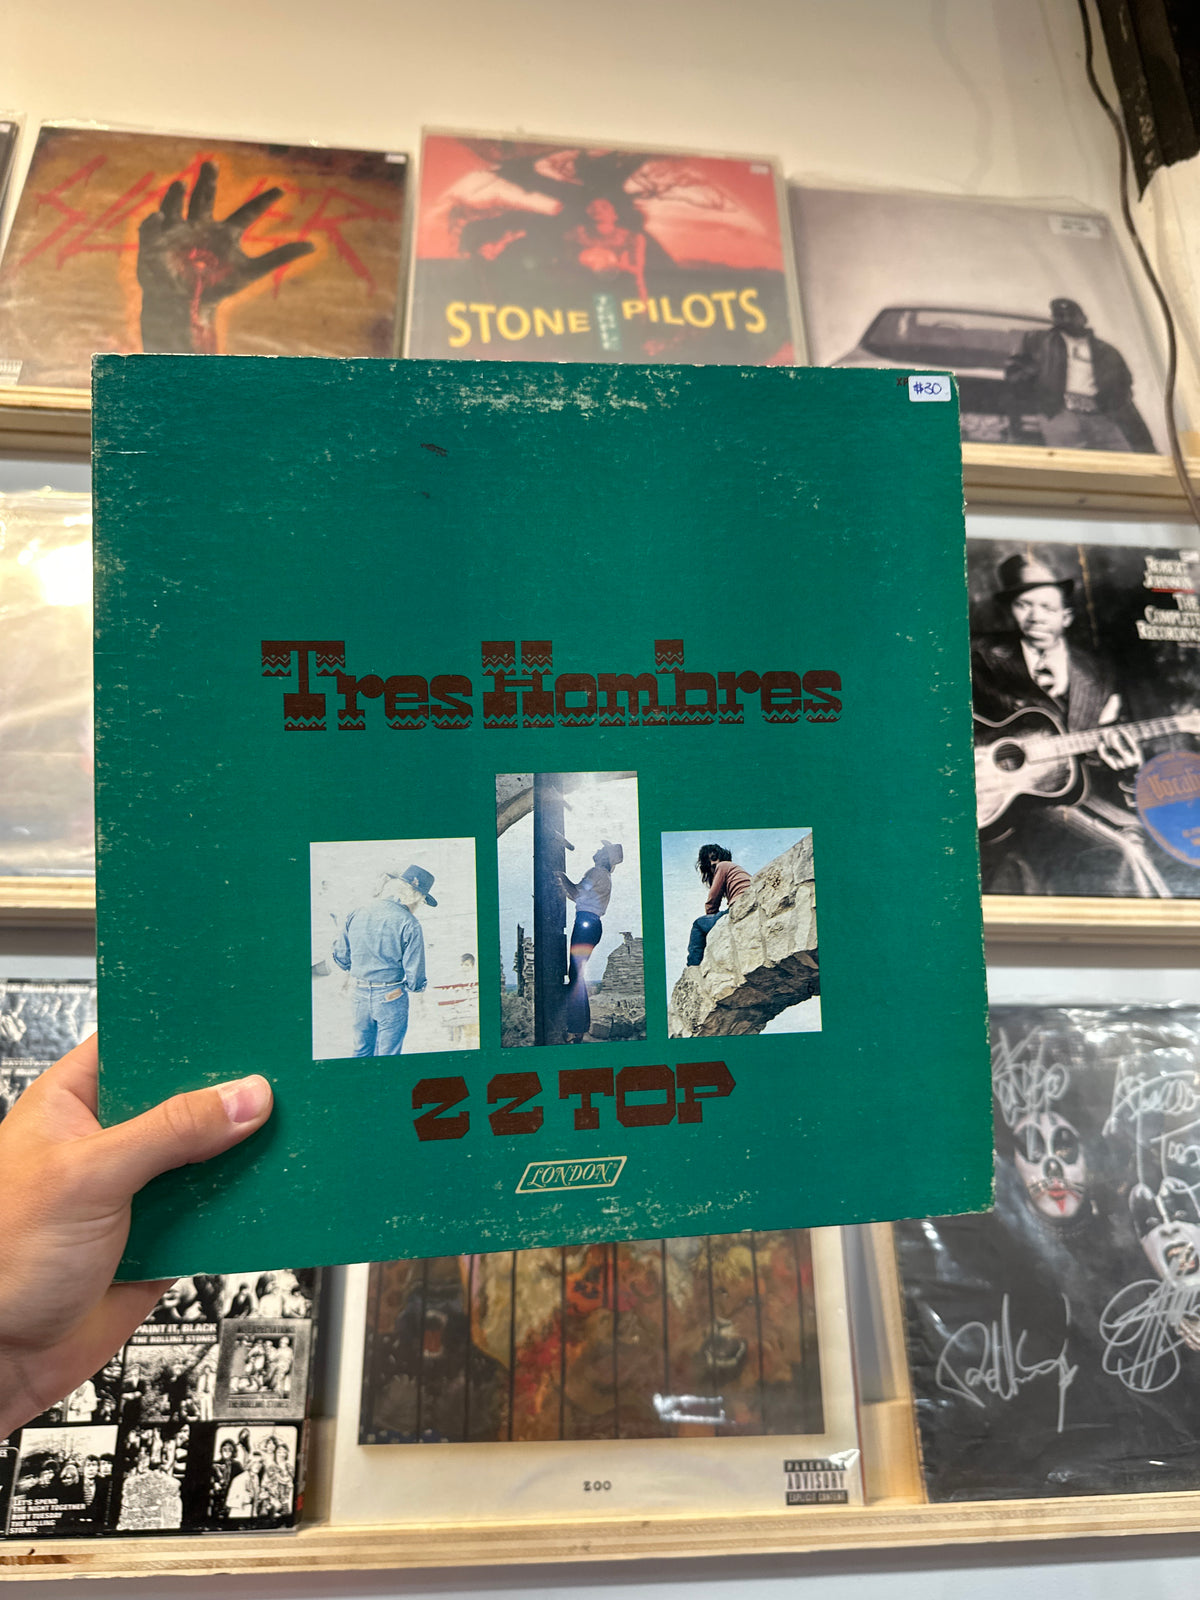 SLAYER
STONE
TEMPLE
PILOTS
$30
Tres Hombres
ZZ TOP
LONDON
ROBERT
JOHNSON
THE
COMPLETE
RECORDINGS
Vocalion
PAINT IT, BLACK
THE ROLLING STONES
LET'S SPEND
THE NIGHT TOGETHER
RUBY TUESDAY
THE ROLLING
STONES
ZOO
PARENTAL
ADVISORY
EXPLICIT CONTENT